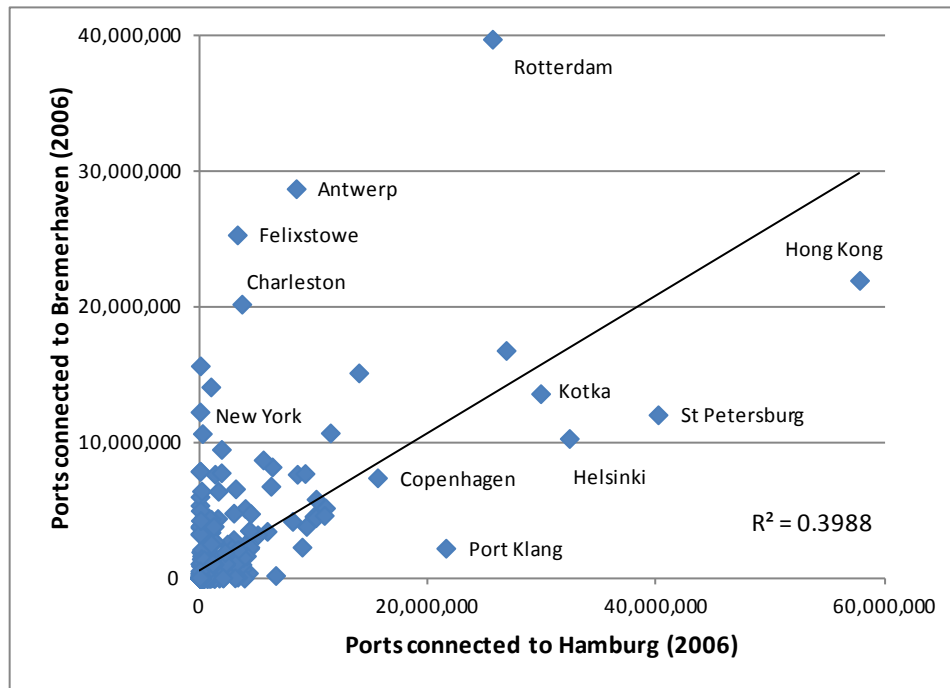 40,000,000
Rotterdam
30,000,000
Antwerp
Felixstowe
Hong Kong
Charleston
20,000,000
Kotka
New York
St Petersburg
10,000,000
Copenhagen
Helsinki
R² = 0.3988
Port Klang
0
0
20,000,000
40,000,000
60,000,000
Ports connected to Hamburg (2006)
Ports connected to Bremerhaven (2006)